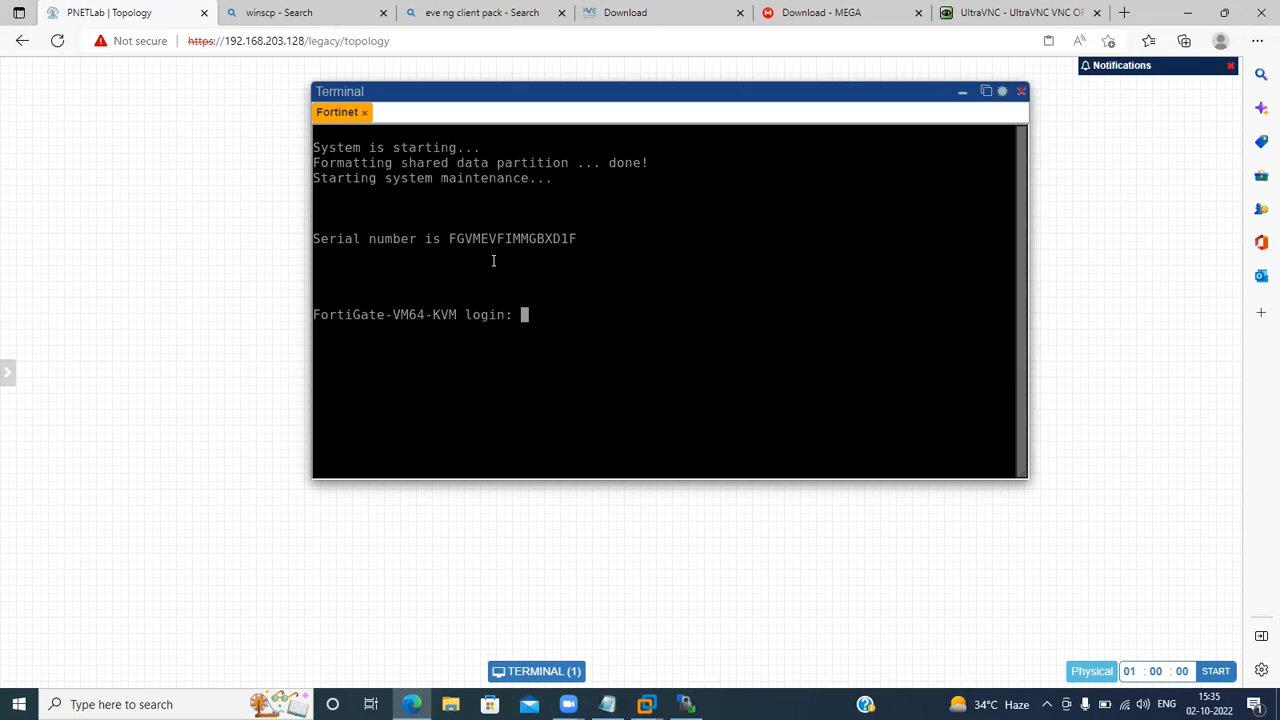 PNETLab | Topology
winscp - Search
eve ng client pack - Search
Download
Download - MEGA
UltraVNC - UltraVNC VNC OF
Not secure
https://192.168.203.128/legacy/topology
Notifications
Terminal
Fortinet
System is starting...
Formatting shared data partition ... done!
Starting system maintenance...
Serial number is FGVMEVFIMMGBXD1F
FortiGate-VM64-KVM login:
TERMINAL (1)
Physical
01 : 00 : 00
START
Type here to search
34°C Haze
ENG
15:35
02-10-2022